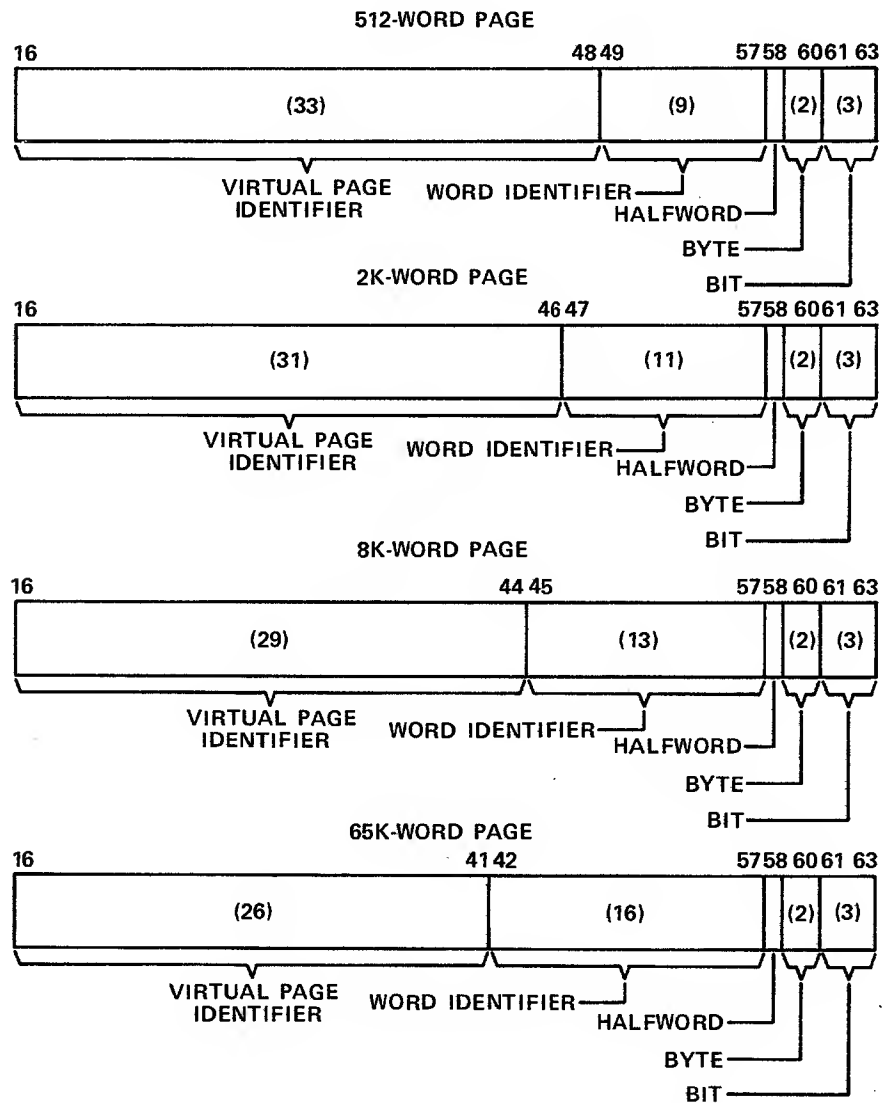 512-WORD PAGE
16 48 49 57 58 60 61 63
(33) (9) (2) (3)
VIRTUAL PAGE
IDENTIFIER
WORD IDENTIFIER
HALFWORD
BYTE
BIT
2K-WORD PAGE
16 46 47 57 58 60 61 63
(31) (11) (2) (3)
VIRTUAL PAGE
IDENTIFIER
WORD IDENTIFIER
HALFWORD
BYTE
BIT
8K-WORD PAGE
16 44 45 57 58 60 61 63
(29) (13) (2) (3)
VIRTUAL PAGE
IDENTIFIER
WORD IDENTIFIER
HALFWORD
BYTE
BIT
65K-WORD PAGE
16 41 42 57 58 60 61 63
(26) (16) (2) (3)
VIRTUAL PAGE
IDENTIFIER
WORD IDENTIFIER
HALFWORD
BYTE
BIT